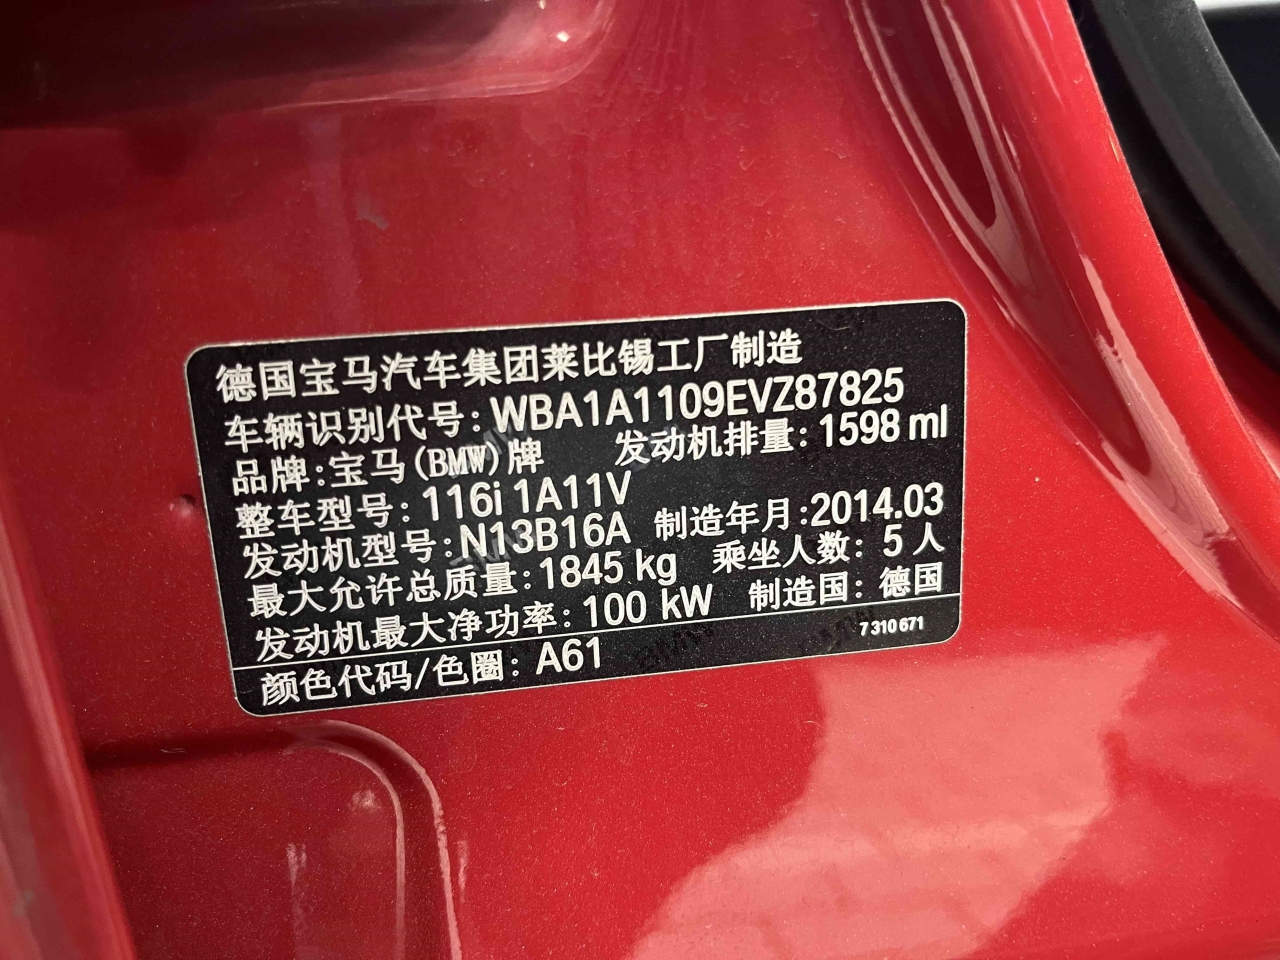 德国宝马汽车集团莱比锡工厂制造
车辆识别代号: WBA1A1109EVZ87825
品牌:宝马(BMW)牌 发动机排量: 1598 ml
整车型号: 116i 1A11V
发动机型号:N13B16A 制造年月:2014.03
最大允许总质量:1845 kg 乘坐人数: 5 人
发动机最大净功率: 100 kW 制造国: 德国
7 310 671
颜色代码/色圈: A61